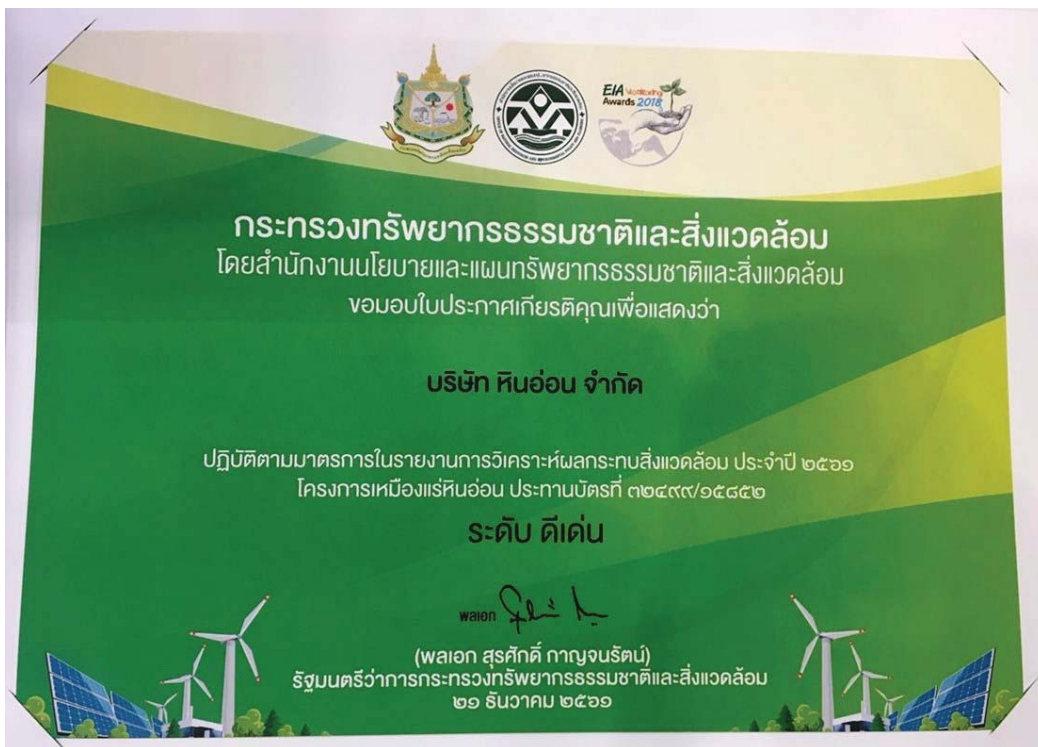 EIA Monitoring
Awards 2018
กระทรวงทรัพยากรธรรมชาติและสิ่งแวดล้อม
โดยสำนักงานนโยบายและแผนทรัพยากรธรรมชาติและสิ่งแวดล้อม
ขอมอบใบประกาศเกียรติคุณเพื่อแสดงว่า
บริษัท หินอ่อน จำกัด
ปฏิบัติตามมาตรการในรายงานการวิเคราะห์ผลกระทบสิ่งแวดล้อม ประจำปี ๒๕๖๑
โครงการเหมืองแร่หินอ่อน ประทานบัตรที่ ๓๒๔๙๙/๑๕๘๕๒
ระดับ ดีเด่น
พลเอก
(พลเอก สุรศักดิ์ กาญจนรัตน์)
รัฐมนตรีว่าการกระทรวงทรัพยากรธรรมชาติและสิ่งแวดล้อม
๒๑ ธันวาคม ๒๕๖๑